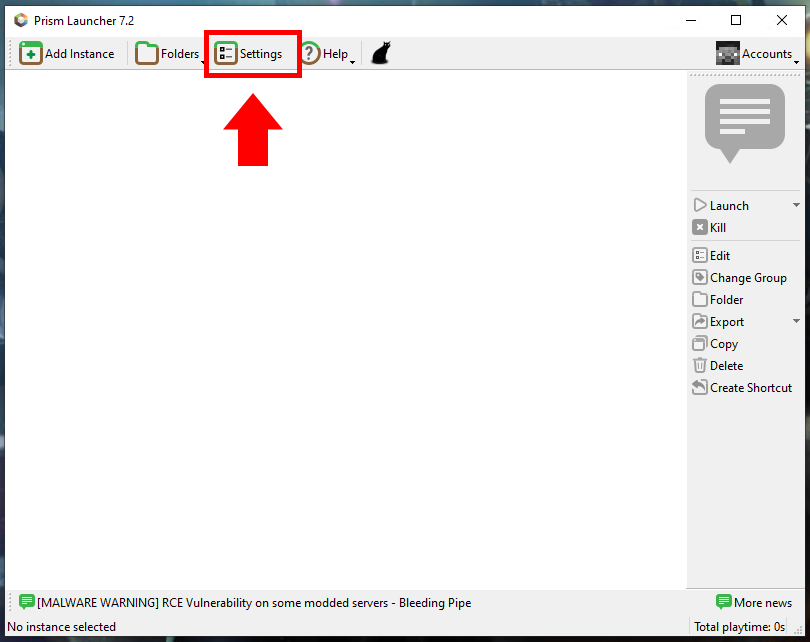 Prism Launcher 7.2
Add Instance Folders Settings Help Accounts
Launch
Kill
Edit
Change Group
Folder
Export
Copy
Delete
Create Shortcut
[MALWARE WARNING] RCE Vulnerability on some modded servers - Bleeding Pipe More news
No instance selected Total playtime: 0s